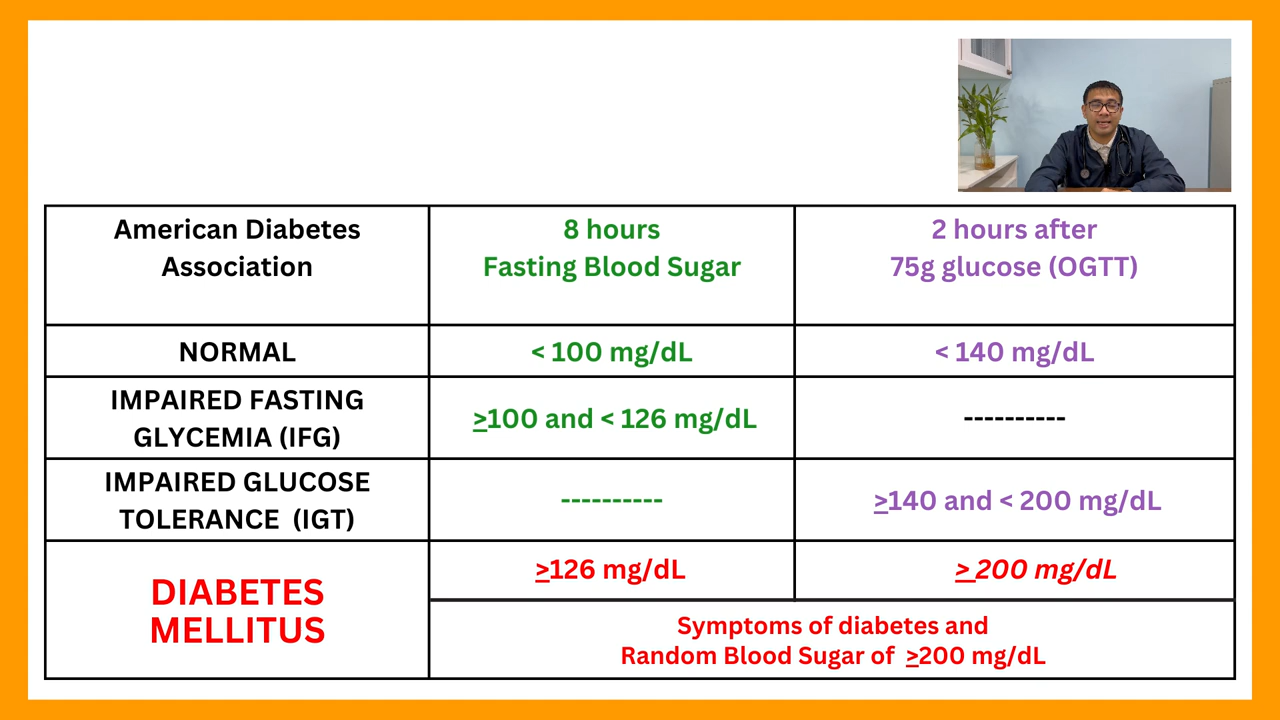 American Diabetes
Association
8 hours
Fasting Blood Sugar
2 hours after
75g glucose (OGTT)
NORMAL
< 100 mg/dL
< 140 mg/dL
IMPAIRED FASTING
GLYCEMIA (IFG)
≥100 and < 126 mg/dL
----------
IMPAIRED GLUCOSE
TOLERANCE (IGT)
----------
≥140 and < 200 mg/dL
DIABETES
MELLITUS
≥126 mg/dL
≥ 200 mg/dL
Symptoms of diabetes and
Random Blood Sugar of ≥200 mg/dL